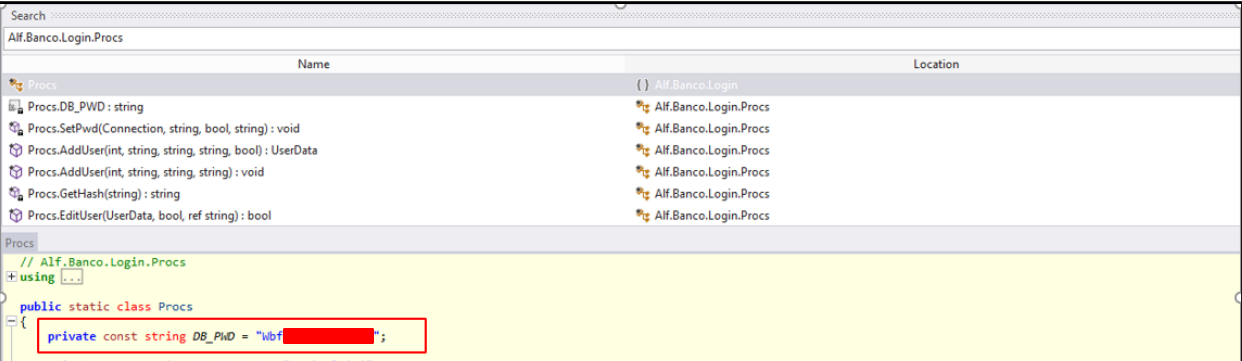 Search
Alf.Banco.Login.Procs
Name Location
Procs { } Alf.Banco.Login
Procs.DB_PWD : string Alf.Banco.Login.Procs
Procs.SetPwd(Connection, string, bool, string) : void Alf.Banco.Login.Procs
Procs.AddUser(int, string, string, string, bool) : UserData Alf.Banco.Login.Procs
Procs.AddUser(int, string, string, string) : void Alf.Banco.Login.Procs
Procs.GetHash(string) : string Alf.Banco.Login.Procs
Procs.EditUser(UserData, bool, ref string) : bool Alf.Banco.Login.Procs
Procs
// Alf.Banco.Login.Procs
using ...
public static class Procs
{
private const string DB_PWD = "Wbf ";